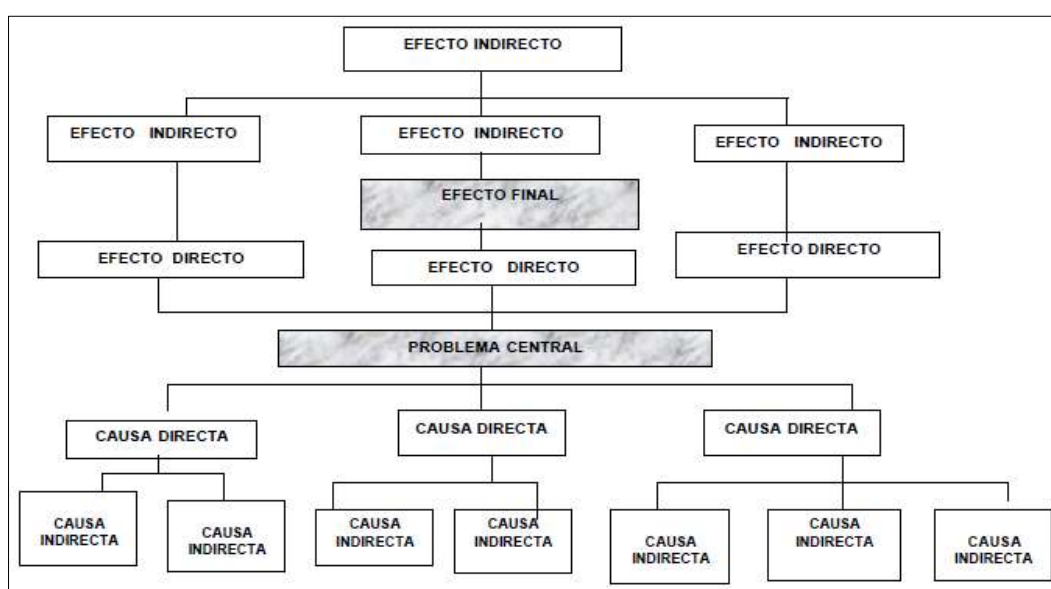 EFECTO INDIRECTO
EFECTO INDIRECTO
EFECTO INDIRECTO
EFECTO INDIRECTO
EFECTO FINAL
EFECTO DIRECTO
EFECTO DIRECTO
EFECTO DIRECTO
PROBLEMA CENTRAL
CAUSA DIRECTA
CAUSA DIRECTA
CAUSA DIRECTA
CAUSA
INDIRECTA
CAUSA
INDIRECTA
CAUSA
INDIRECTA
CAUSA
INDIRECTA
CAUSA
INDIRECTA
CAUSA
INDIRECTA
CAUSA
INDIRECTA